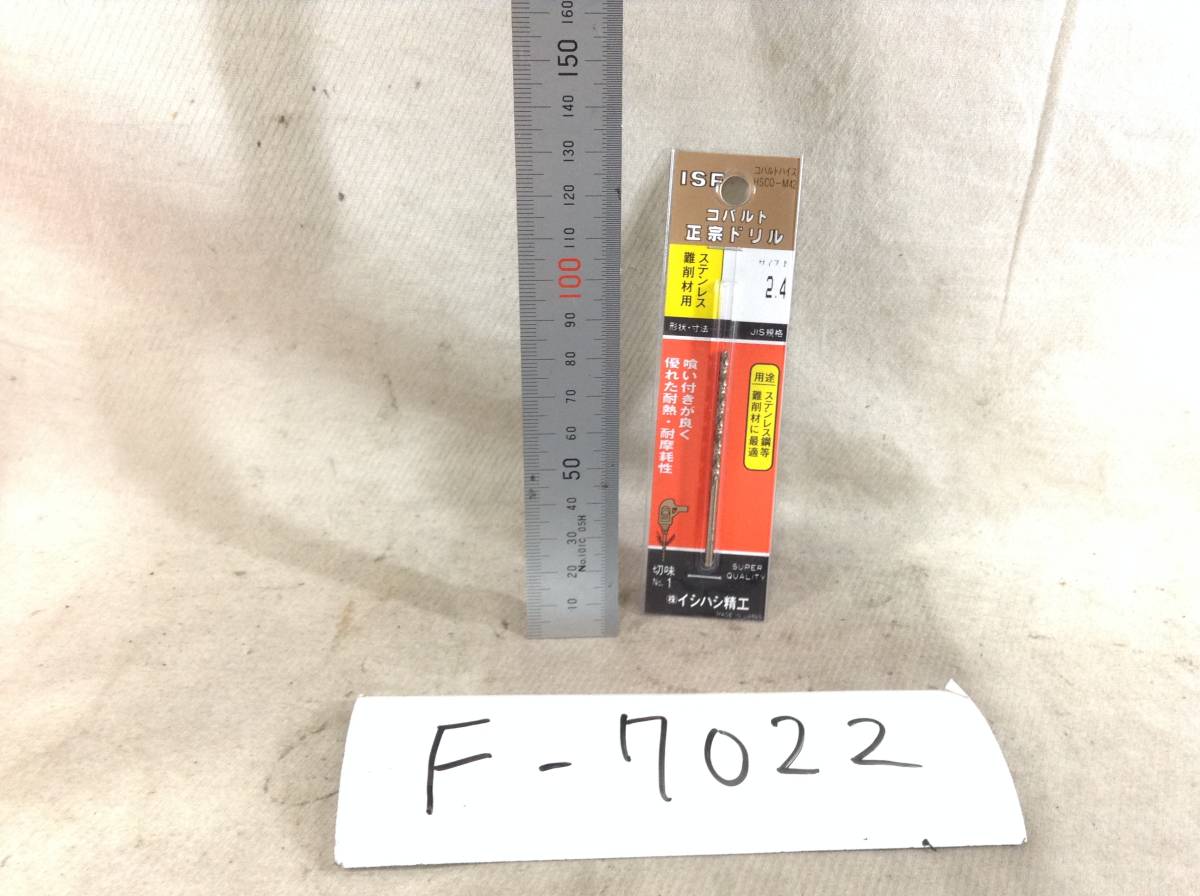 160
150
140
130
120
110
100
90
80
70
60
50
40
30
20
10
No.101C 05H
ISF
コバルトハイス
HSCO-M42
コバルト
正宗ドリル
ステンレス
難削材用
2.4
形状・寸法
JIS規格
喰い付きが良く
優れた耐熱・耐摩耗性
用途
ステンレス鋼等
難削材に最適
切味
No.1
SUPER
QUALITY
㈱イシハシ精工
MADE IN JAPAN
F-7022